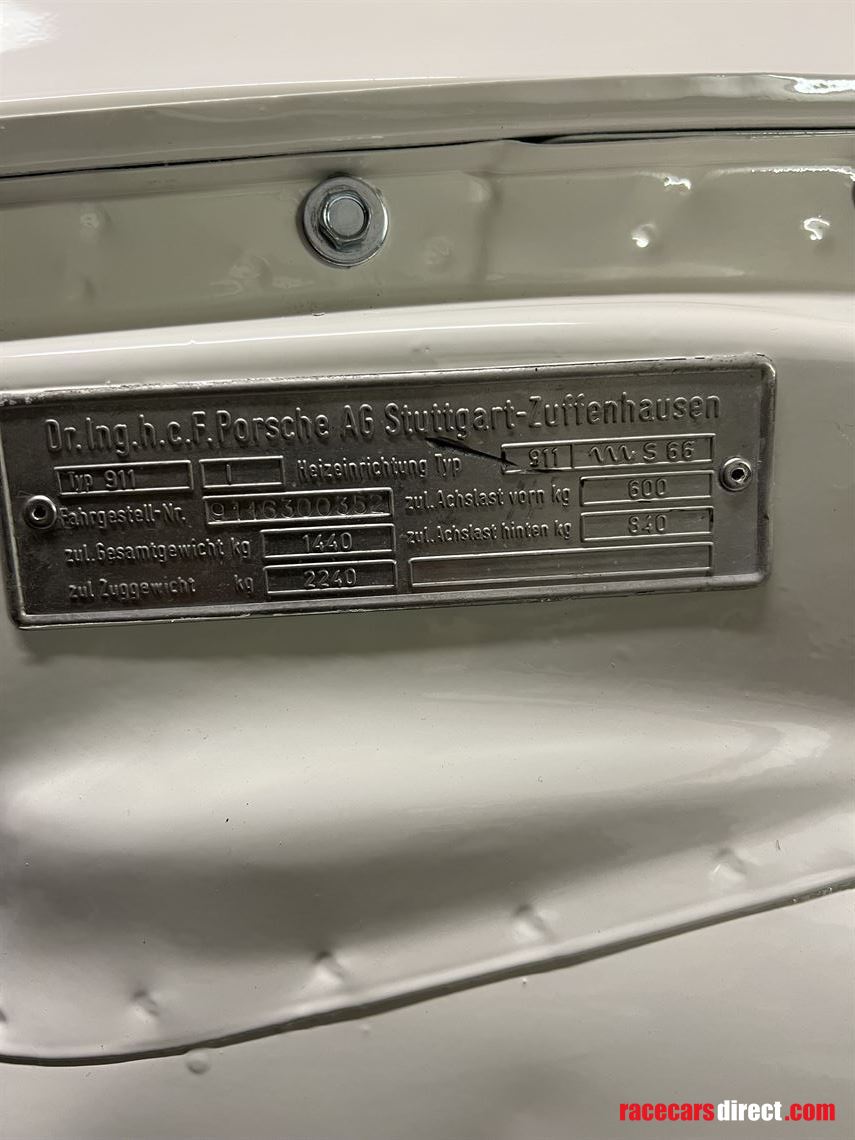 Dr.Ing.h.c.F.Porsche AG Stuttgart-Zuffenhausen
Typ 911 I Heizeinrichtung Typ 911 S 66
Fahrgestell-Nr. 9116300352 zul.Achslast vorn kg 600
zul.Gesamtgewicht kg 1440 zul.Achslast hinten kg 840
zul.Zuggewicht kg 2240
racecarsdirect.com